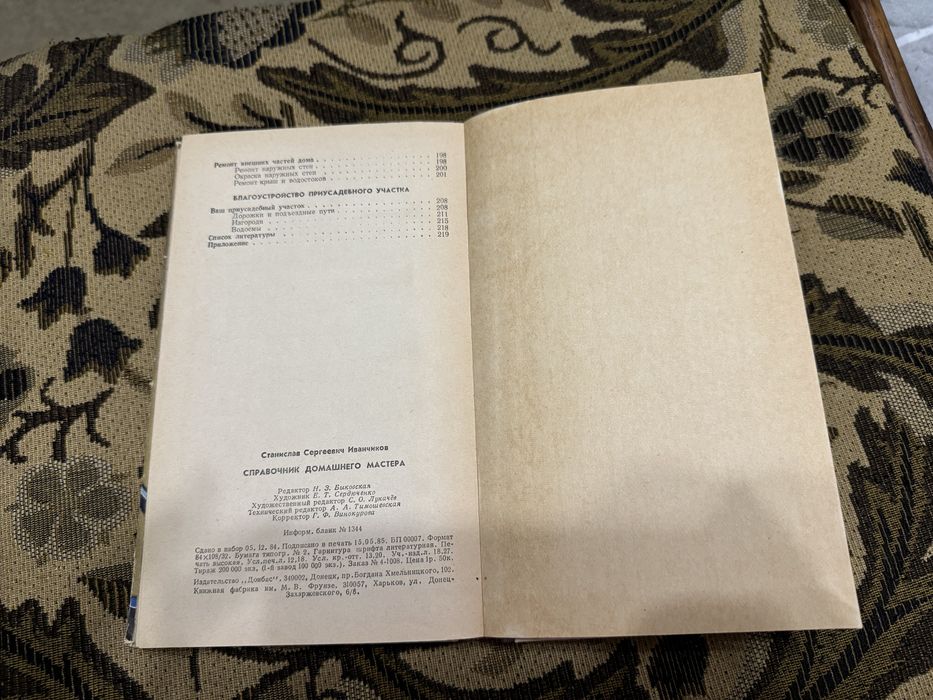 Ремонт внешних частей дома . . . . . . . . . . . . . . 198
Ремонт наружных стен . . . . . . . . . . . . . . 198
Окраска наружных стен . . . . . . . . . . . . . . 200
Ремонт крыш и водостоков . . . . . . . . . . . . . . 201
БЛАГОУСТРОЙСТВО ПРИУСАДЕБНОГО УЧАСТКА
Ваш приусадебный участок . . . . . . . . . . . . . . 208
Дорожки и подъездные пути . . . . . . . . . . . . . . 208
Изгороди . . . . . . . . . . . . . . 211
Водоемы . . . . . . . . . . . . . . 215
Список литературы . . . . . . . . . . . . . . 218
Приложение . . . . . . . . . . . . . . 219
Станислав Сергеевич Иванчиков
СПРАВОЧНИК ДОМАШНЕГО МАСТЕРА
Редактор Н. З. Быковская
Художник Е. Т. Сердюченко
Художественный редактор С. О. Лукачёв
Технический редактор А. А. Тимошевская
Корректор Г. Ф. Винокурова
Информ. бланк № 1344
Сдано в набор 05. 12. 84. Подписано в печать 15.05.85. БП 00007. Формат
84×108/32. Бумага типогр. № 2. Гарнитура шрифта литературная. Пе-
чать высокая. Усл.печ.л. 12,18. Усл. кр.-отт. 13,20. Уч.-изд.л. 18,27.
Тираж 200 000 экз. (1-й завод 100 000 экз.). Заказ № 4-1008. Цена 1р. 50к.
Издательство „Донбас“. 340002, Донецк, пр.Богдана Хмельницкого, 102.
Книжная фабрика им. М. В. Фрунзе. 310057, Харьков, ул. Донец-
Захаржевского, 6/8.